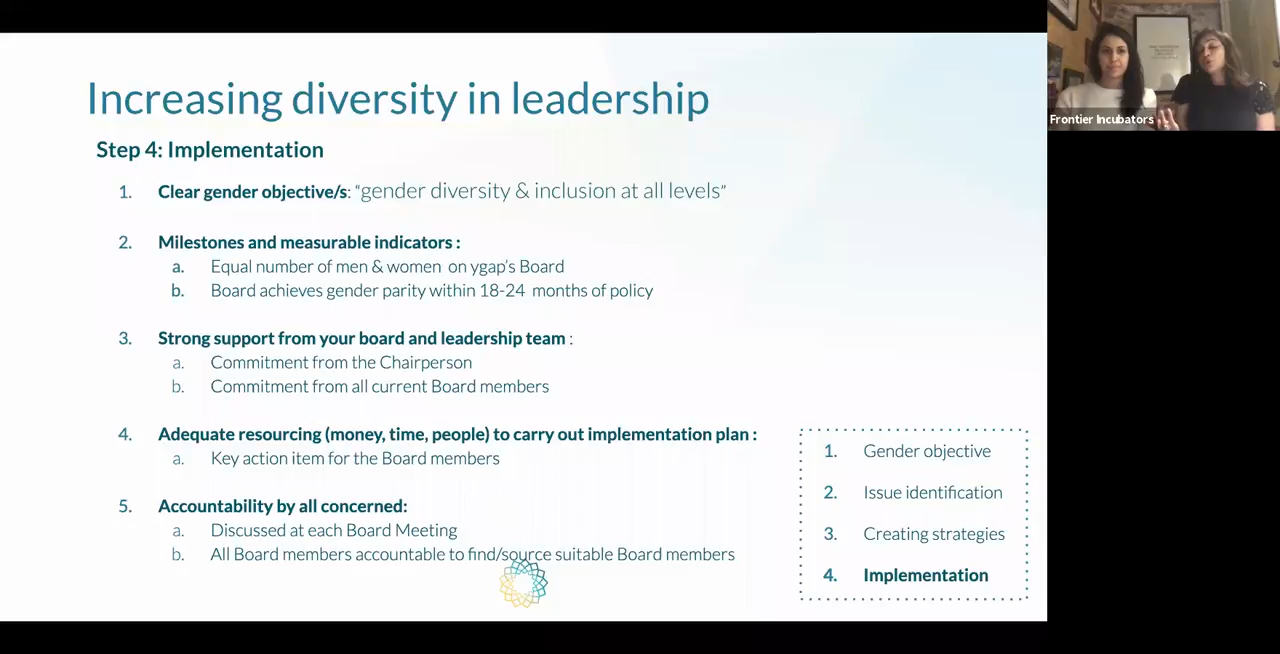 Increasing diversity in leadership
Step 4: Implementation
1. Clear gender objective/s: “gender diversity & inclusion at all levels”
2. Milestones and measurable indicators :
a. Equal number of men & women on ygap’s Board
b. Board achieves gender parity within 18-24 months of policy
3. Strong support from your board and leadership team :
a. Commitment from the Chairperson
b. Commitment from all current Board members
4. Adequate resourcing (money, time, people) to carry out implementation plan :
a. Key action item for the Board members
5. Accountability by all concerned:
a. Discussed at each Board Meeting
b. All Board members accountable to find/source suitable Board members
1. Gender objective
2. Issue identification
3. Creating strategies
4. Implementation
Frontier Incubators